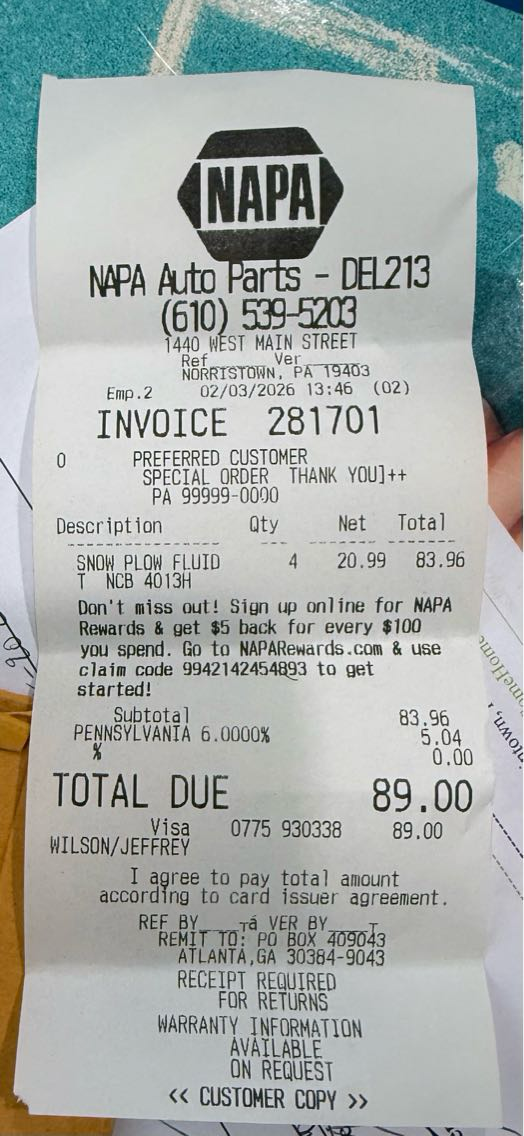 NAPA
NAPA Auto Parts - DEL213
(610) 539-5203
1440 WEST MAIN STREET
Ref Ver
NORRISTOWN, PA 19403
Emp.2 02/03/2026 13:46 (02)
INVOICE 281701
0 PREFERRED CUSTOMER
SPECIAL ORDER THANK YOU]++
PA 99999-0000
Description Qty Net Total
SNOW PLOW FLUID 4 20.99 83.96
T NCB 4013H
Don't miss out! Sign up online for NAPA
Rewards & get $5 back for every $100
you spend. Go to NAPARewards.com & use
claim code 9942142454893 to get
started!
Subtotal 83.96
PENNSYLVANIA 6.0000% 5.04
% 0.00
TOTAL DUE 89.00
Visa 0775 930338 89.00
WILSON/JEFFREY
I agree to pay total amount
according to card issuer agreement.
REF BY____Tá VER BY____T
REMIT TO: PO BOX 409043
ATLANTA,GA 30384-9043
RECEIPT REQUIRED
FOR RETURNS
WARRANTY INFORMATION
AVAILABLE
ON REQUEST
<< CUSTOMER COPY >>